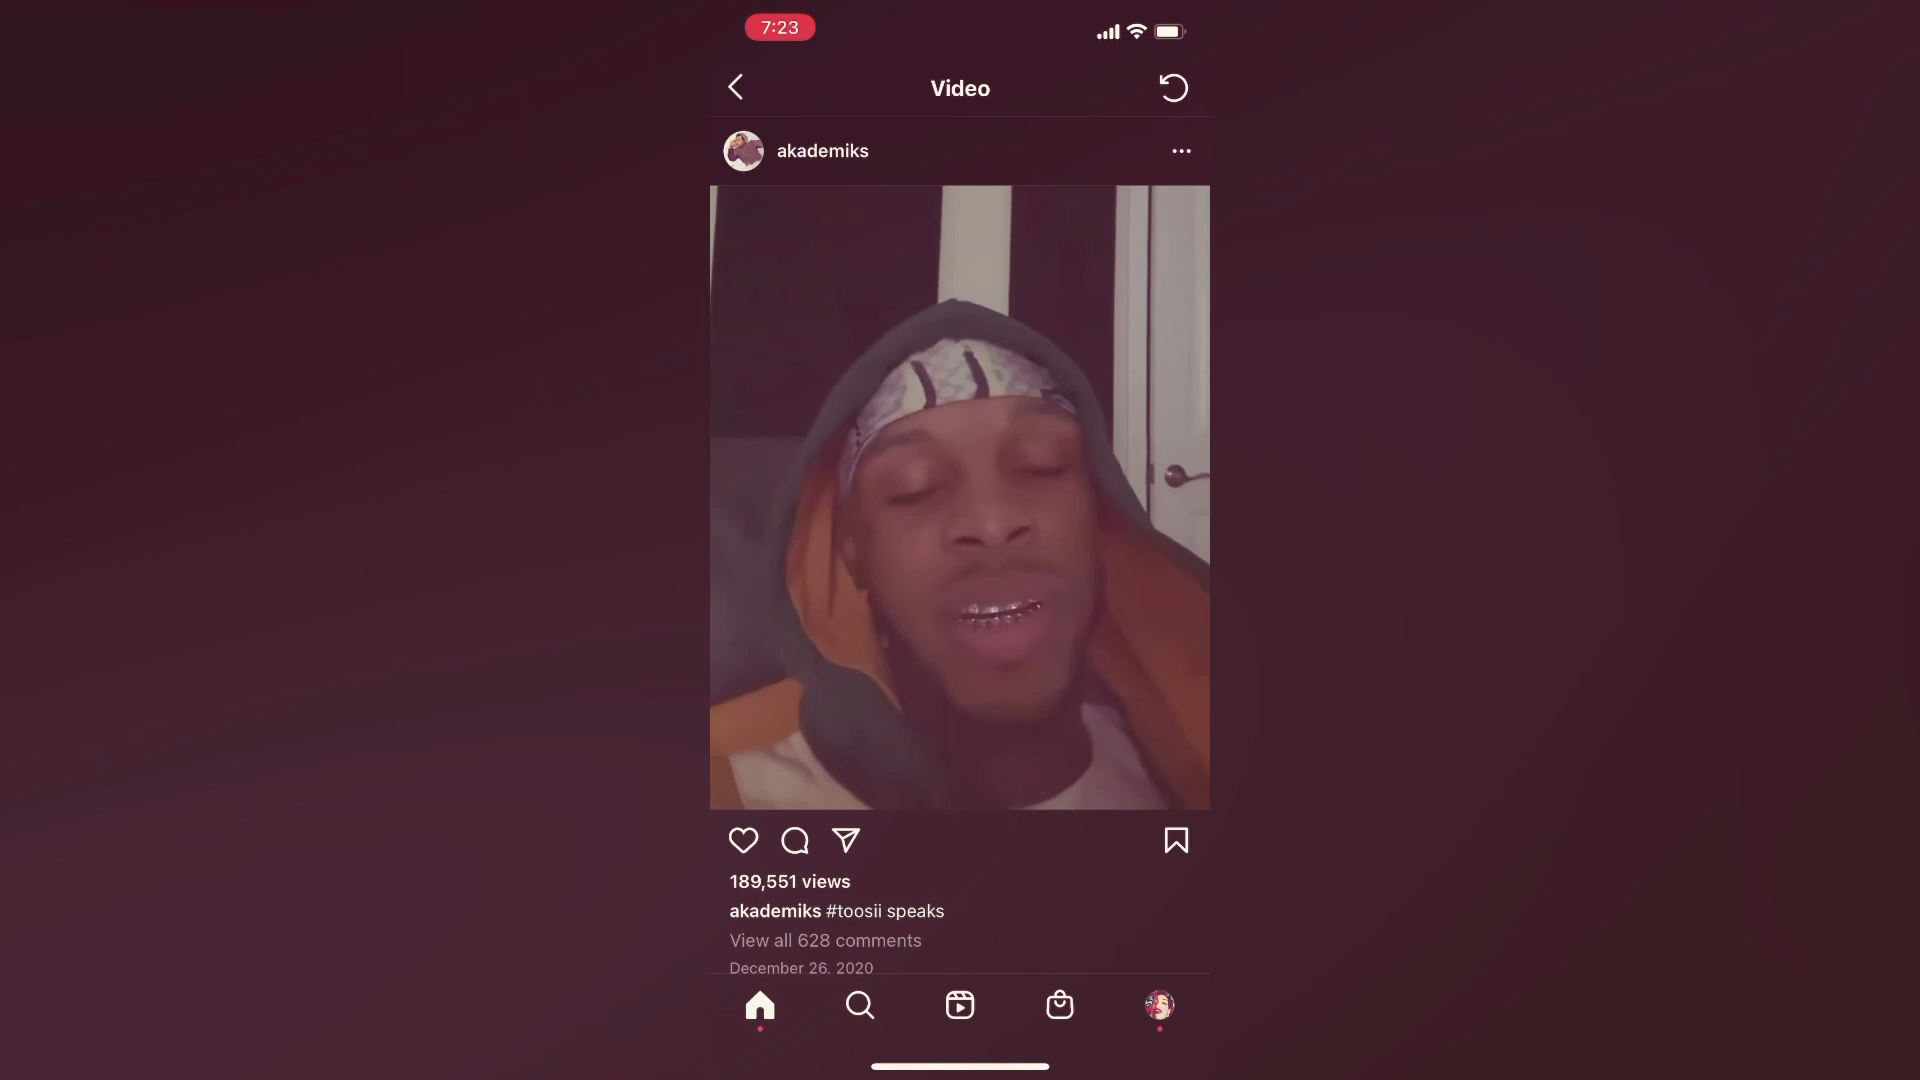 7:23
Video
akademiks
189,551 views
akademiks #toosii speaks
View all 628 comments
December 26, 2020